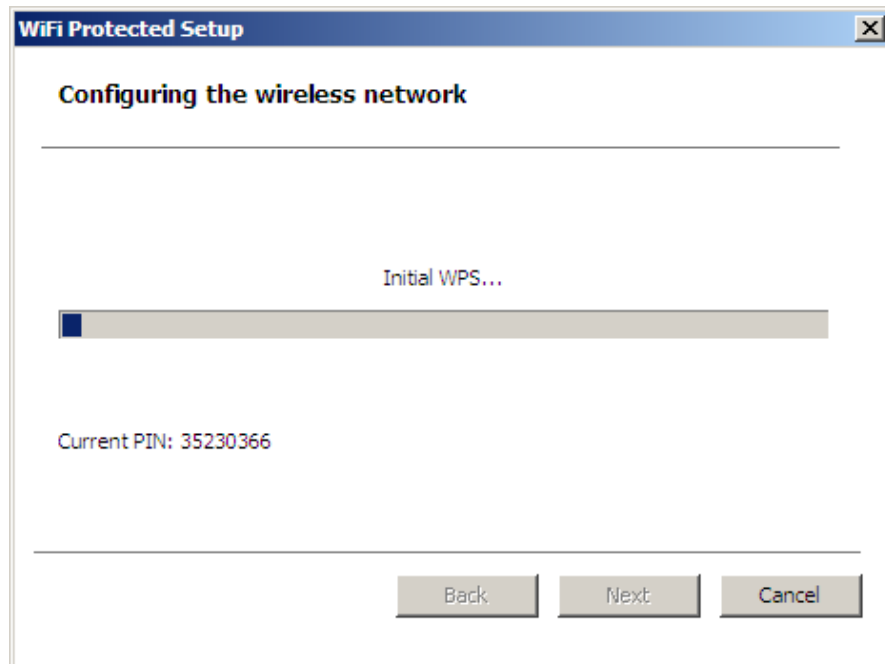 WiFi Protected Setup
Configuring the wireless network
Initial WPS...
Current PIN: 35230366
Back Next Cancel